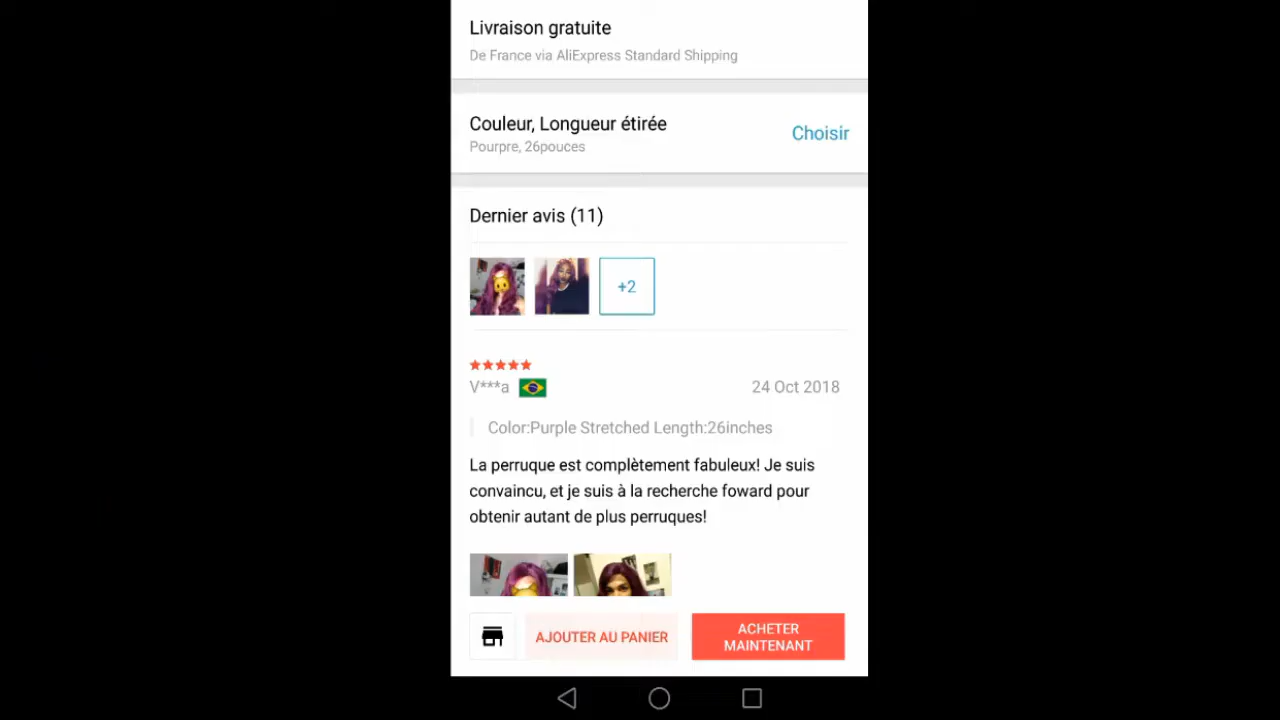 Livraison gratuite
De France via AliExpress Standard Shipping
Couleur, Longueur étirée
Choisir
Pourpre, 26pouces
Dernier avis (11)
+2
V***a
24 Oct 2018
Color:Purple Stretched Length:26inches
La perruque est complètement fabuleux! Je suis
convaincu, et je suis à la recherche foward pour
obtenir autant de plus perruques!
AJOUTER AU PANIER
ACHETER
MAINTENANT